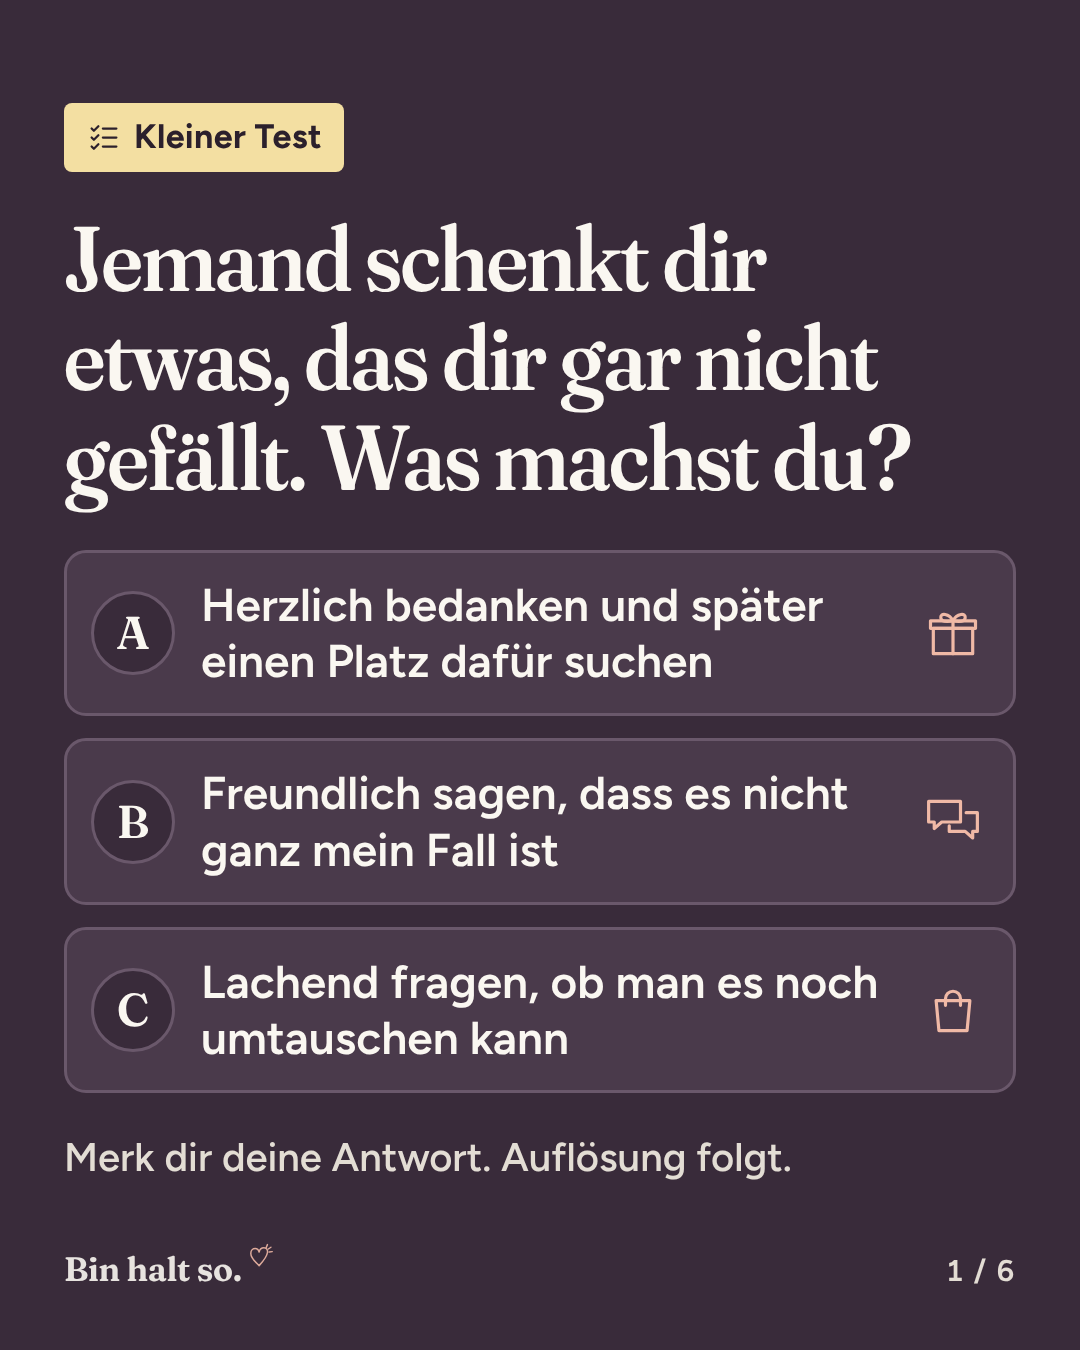 Kleiner Test
Jemand schenkt dir
etwas, das dir gar nicht
gefällt. Was machst du?
A
Herzlich bedanken und später
einen Platz dafür suchen
B
Freundlich sagen, dass es nicht
ganz mein Fall ist
C
Lachend fragen, ob man es noch
umtauschen kann
Merk dir deine Antwort. Auflösung folgt.
Bin halt so.
1 / 6